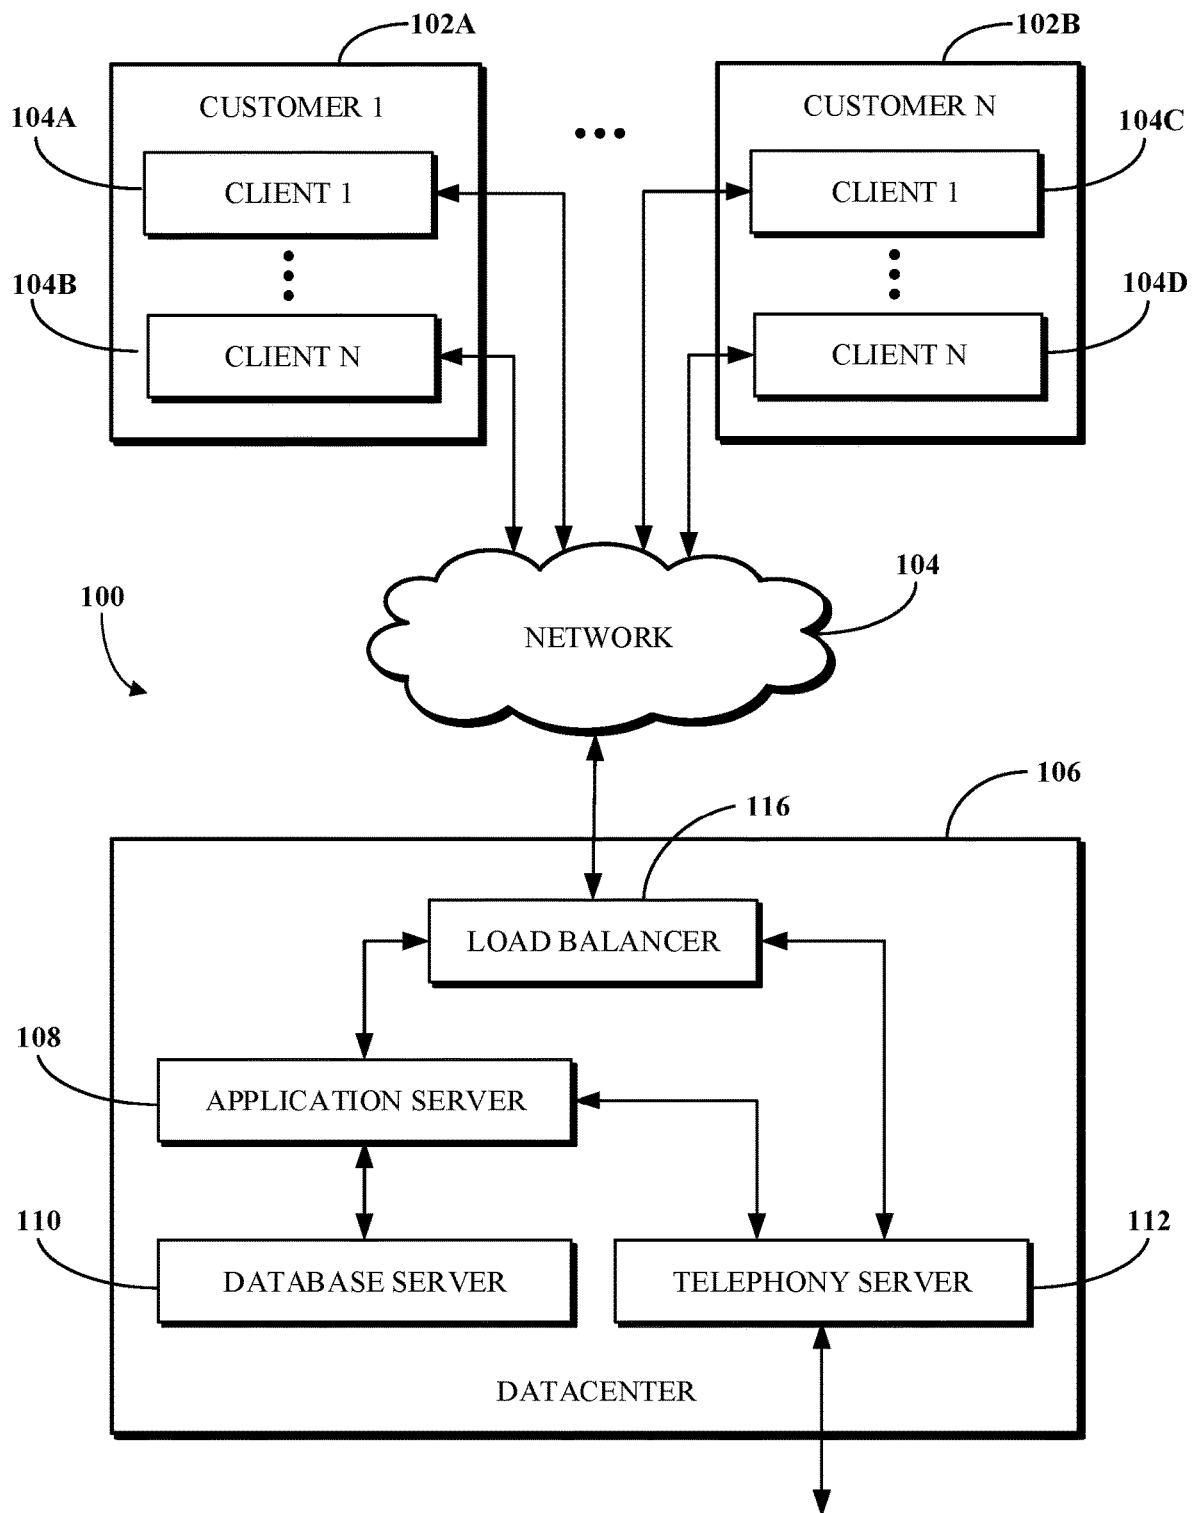 102A
102B
CUSTOMER 1
CUSTOMER N
104A
104C
CLIENT 1
CLIENT 1
104B
104D
CLIENT N
CLIENT N
104
100
NETWORK
106
116
LOAD BALANCER
108
APPLICATION SERVER
110
112
DATABASE SERVER
TELEPHONY SERVER
DATACENTER